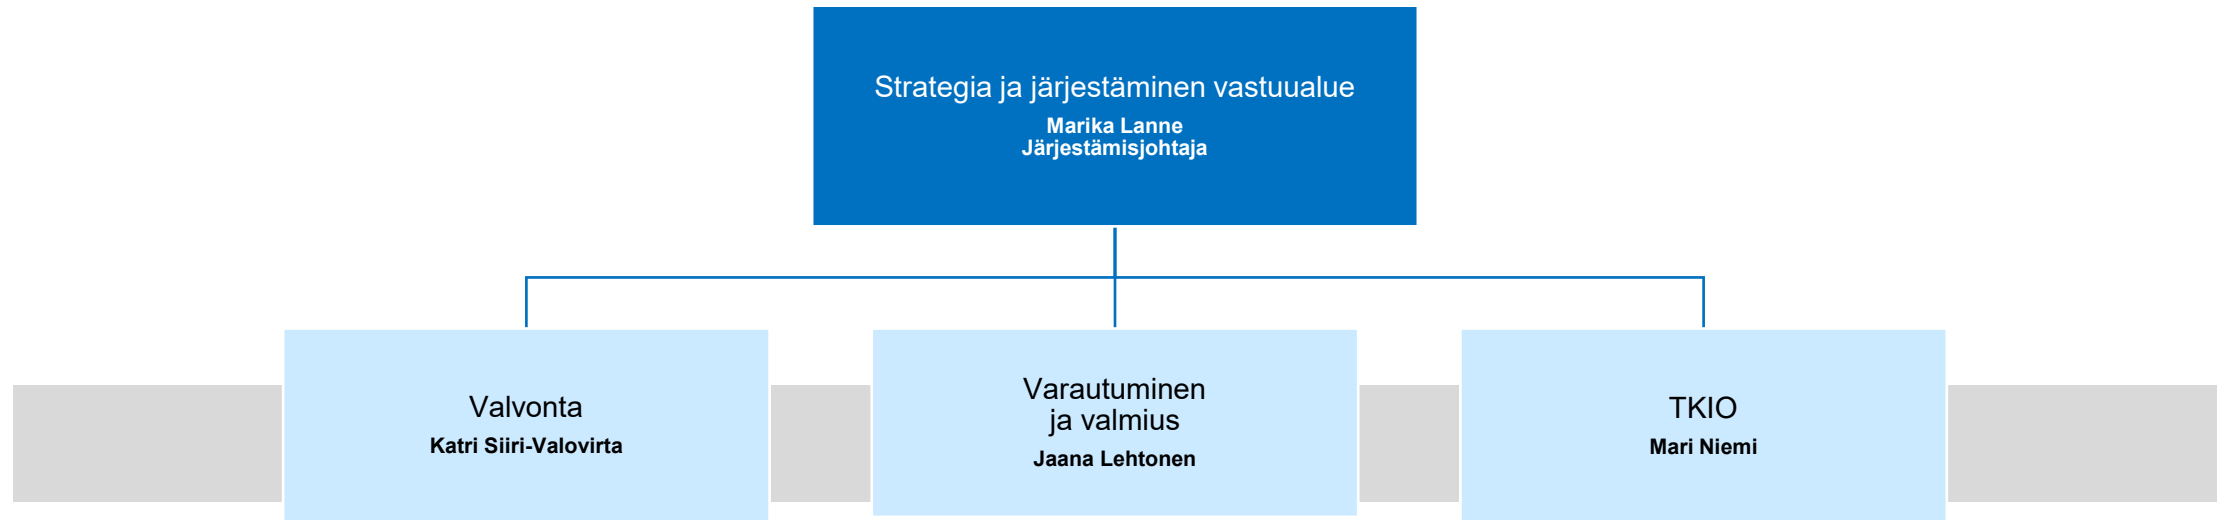 Strategia ja järjestäminen vastuualue
Marika Lanne
Järjestämisjohtaja
Valvonta
Katri Siiri-Valovirta
Varautuminen
ja valmius
Jaana Lehtonen
TKIO
Mari Niemi